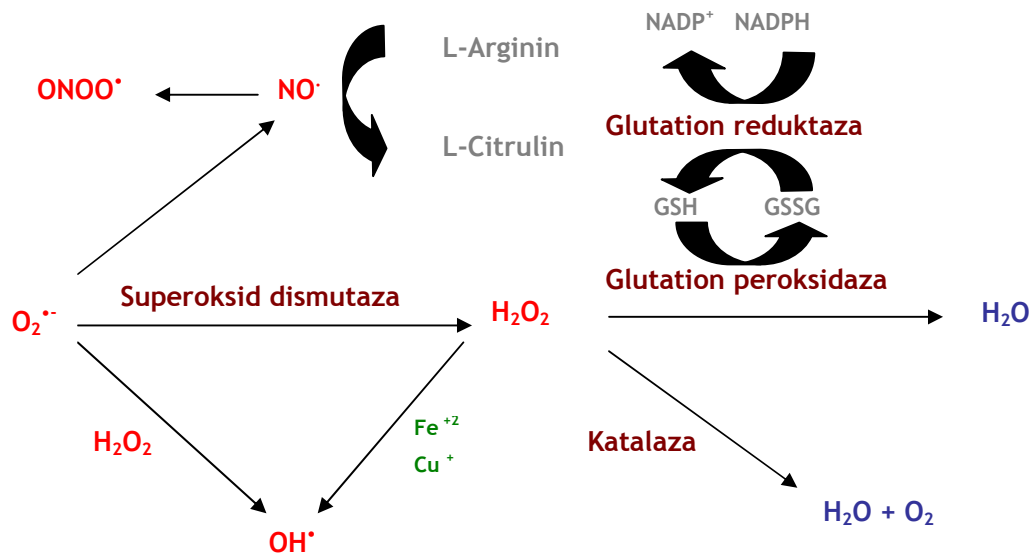 NADP⁺ NADPH
L-Arginin
ONOO• NO·
Glutation reduktaza
L-Citrulin
GSH GSSG
Glutation peroksidaza
Superoksid dismutaza
O₂•⁻ H₂O₂ H₂O
Fe ⁺²
H₂O₂ Katalaza
Cu ⁺
H₂O + O₂
OH•